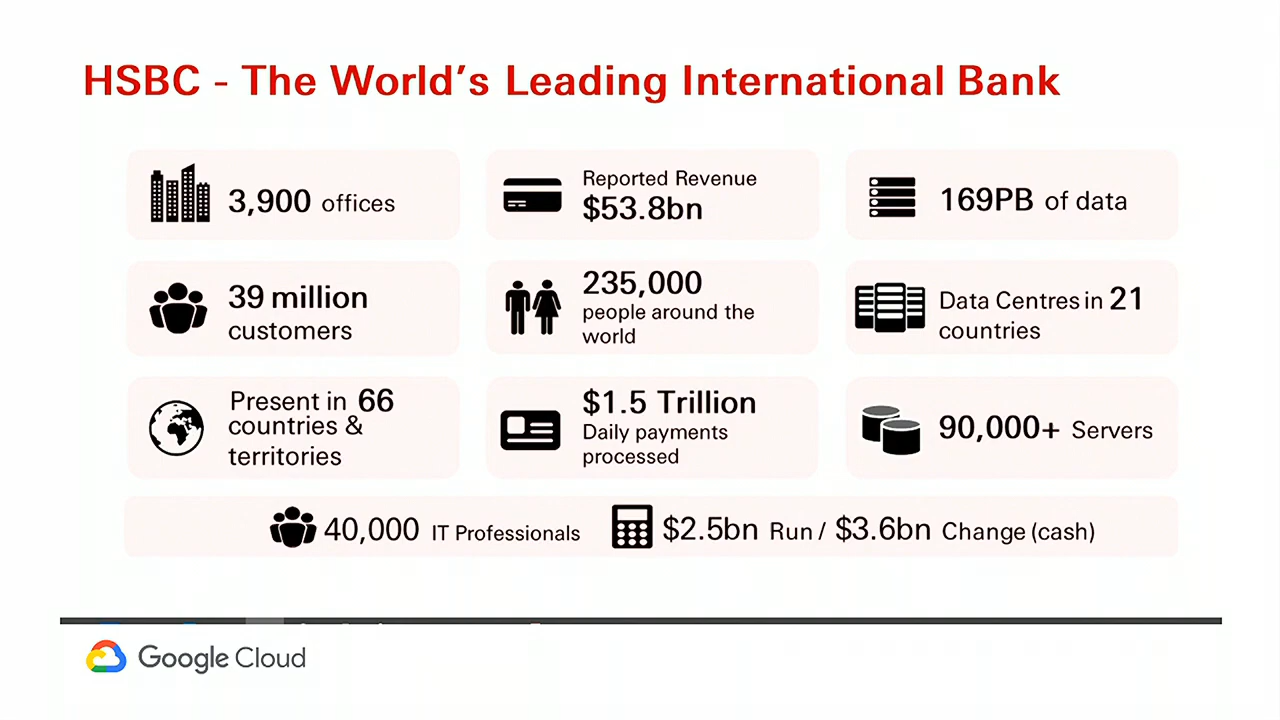 HSBC - The World's Leading International Bank
3,900 offices
Reported Revenue
$53.8bn
169PB of data
39 million
customers
235,000
people around the
world
Data Centres in 21
countries
Present in 66
countries &
territories
$1.5 Trillion
Daily payments
processed
90,000+ Servers
40,000 IT Professionals
$2.5bn Run / $3.6bn Change (cash)
Google Cloud